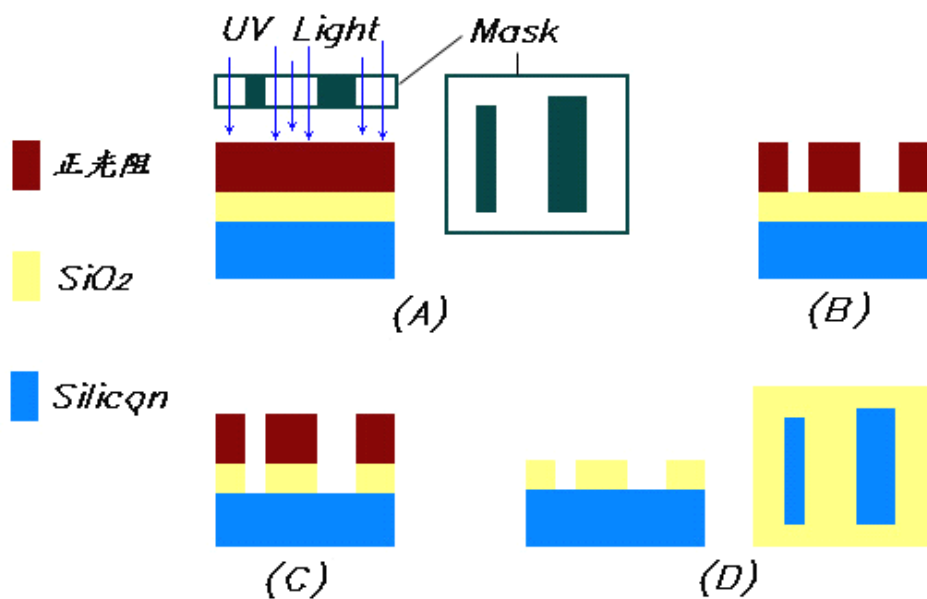 UV Light
Mask
正光阻
SiO2
Silicqn
(A)
(B)
(C)
(D)